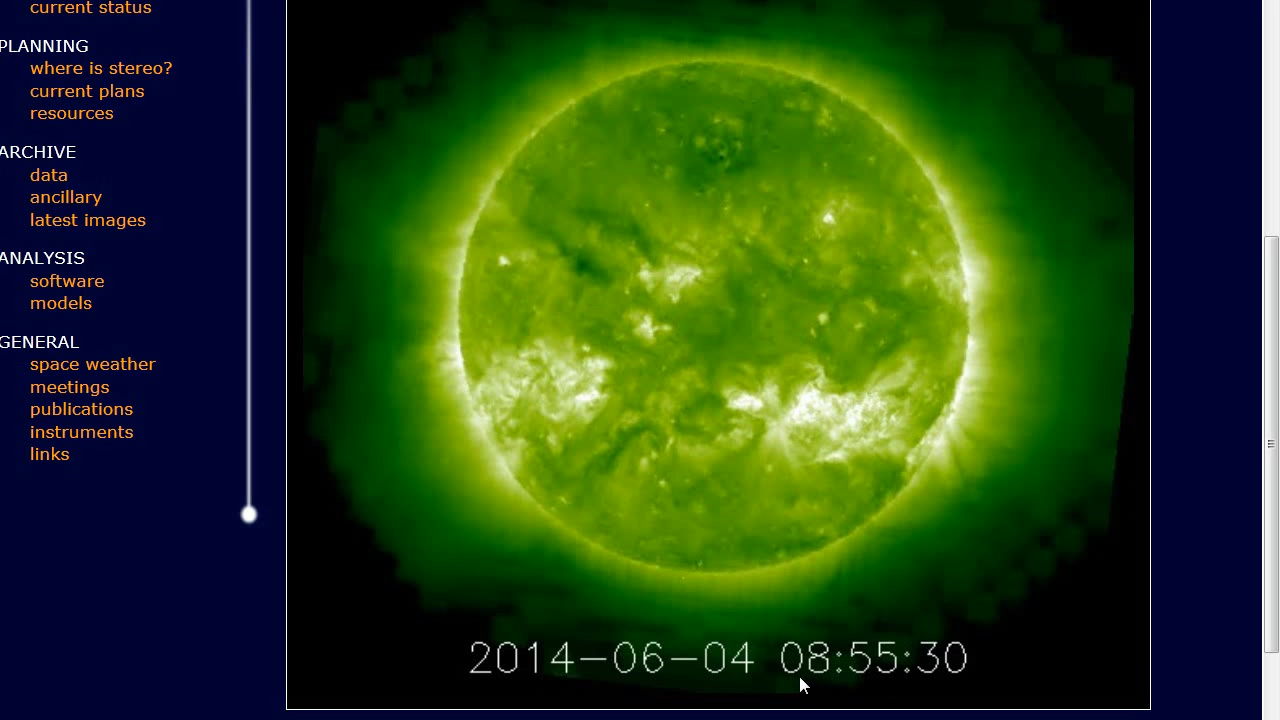 current status
PLANNING
where is stereo?
current plans
resources
ARCHIVE
data
ancillary
latest images
ANALYSIS
software
models
GENERAL
space weather
meetings
publications
instruments
links
2014-06-04 08:55:30